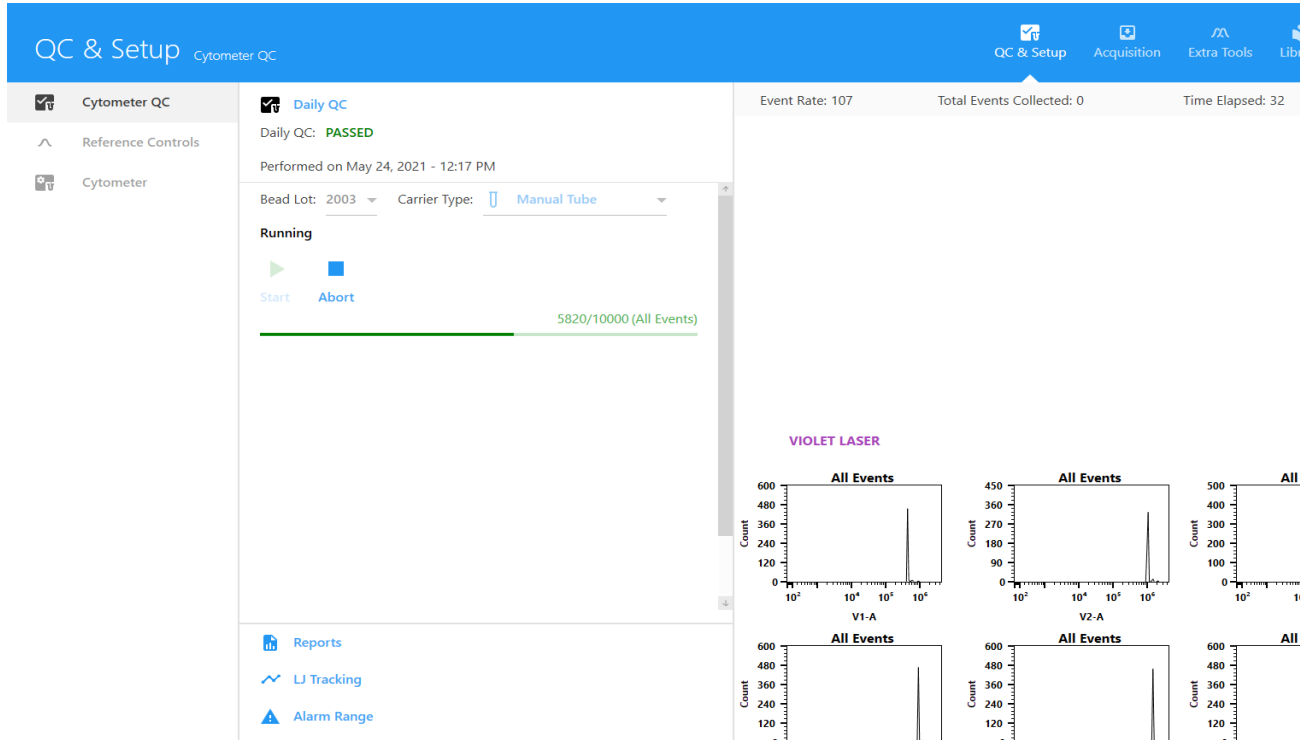 QC & Setup Cytometer QC
QC & Setup
Acquisition
Extra Tools
Cytometer QC
Reference Controls
Cytometer
Daily QC
Daily QC: PASSED
Performed on May 24, 2021 - 12:17 PM
Bead Lot: 2003 Carrier Type: Manual Tube
Running
Start Abort
5820/10000 (All Events)
Reports
LJ Tracking
Alarm Range
Event Rate: 107 Total Events Collected: 0 Time Elapsed: 32
VIOLET LASER
All Events
600
480
360
240
120
0
Count
10² 10⁴ 10⁵ 10⁶
V1-A
All Events
450
360
270
180
90
0
Count
10² 10⁴ 10⁵ 10⁶
V2-A
All
500
400
300
200
100
0
Count
10²
All Events
600
480
360
240
120
Count
All Events
600
480
360
240
120
Count
All
600
480
360
240
120
Count